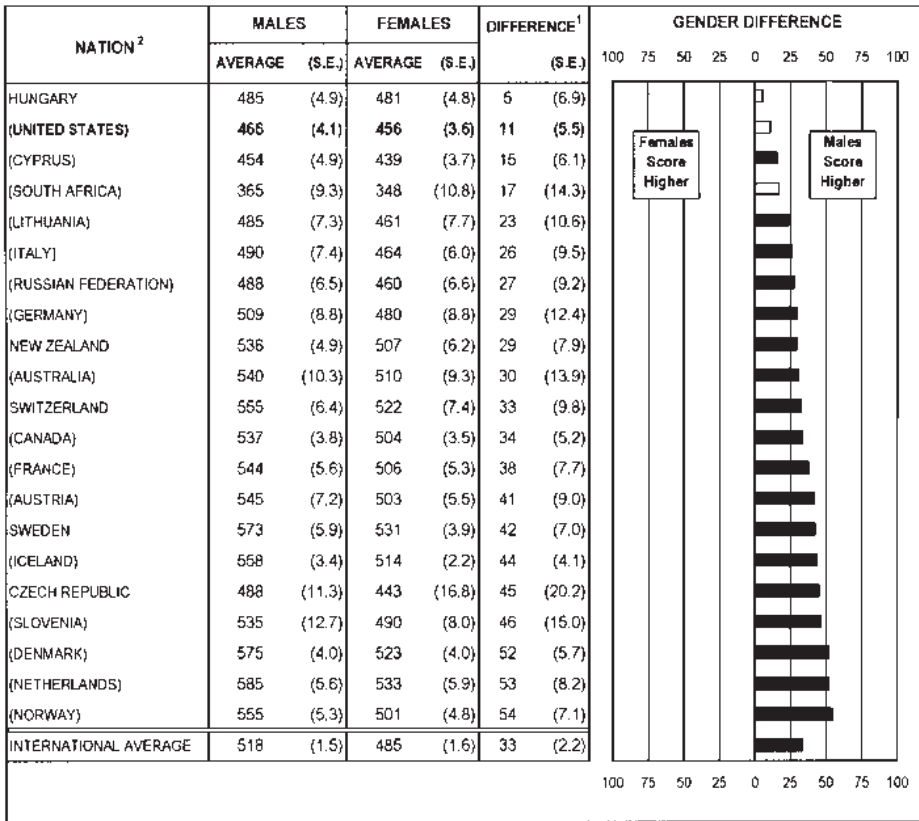 NATION 2 MALES FEMALES DIFFERENCE1 GENDER DIFFERENCE
AVERAGE (S.E.) AVERAGE (S.E.) (S.E.) 100 75 50 25 0 25 50 75 100
HUNGARY 485 (4.9) 481 (4.8) 5 (6.9)
(UNITED STATES) 466 (4.1) 456 (3.6) 11 (5.5)
(CYPRUS) 454 (4.9) 439 (3.7) 15 (6.1)
(SOUTH AFRICA) 365 (9.3) 348 (10.8) 17 (14.3)
(LITHUANIA) 485 (7.3) 461 (7.7) 23 (10.6)
(ITALY) 490 (7.4) 464 (6.0) 26 (9.5)
(RUSSIAN FEDERATION) 488 (6.5) 460 (6.6) 27 (9.2)
(GERMANY) 509 (8.8) 480 (8.8) 29 (12.4)
NEW ZEALAND 536 (4.9) 507 (6.2) 29 (7.9)
(AUSTRALIA) 540 (10.3) 510 (9.3) 30 (13.9)
SWITZERLAND 555 (6.4) 522 (7.4) 33 (9.8)
(CANADA) 537 (3.8) 504 (3.5) 34 (5.2)
(FRANCE) 544 (5.6) 506 (5.3) 38 (7.7)
(AUSTRIA) 545 (7.2) 503 (5.5) 41 (9.0)
SWEDEN 573 (5.9) 531 (3.9) 42 (7.0)
(ICELAND) 558 (3.4) 514 (2.2) 44 (4.1)
CZECH REPUBLIC 488 (11.3) 443 (16.8) 45 (20.2)
(SLOVENIA) 535 (12.7) 490 (8.0) 46 (15.0)
(DENMARK) 575 (4.0) 523 (4.0) 52 (5.7)
(NETHERLANDS) 585 (5.6) 533 (5.9) 53 (8.2)
(NORWAY) 555 (5.3) 501 (4.8) 54 (7.1)
INTERNATIONAL AVERAGE 518 (1.5) 485 (1.6) 33 (2.2)
Females
Score
Higher
Males
Score
Higher
100 75 50 25 0 25 50 75 100